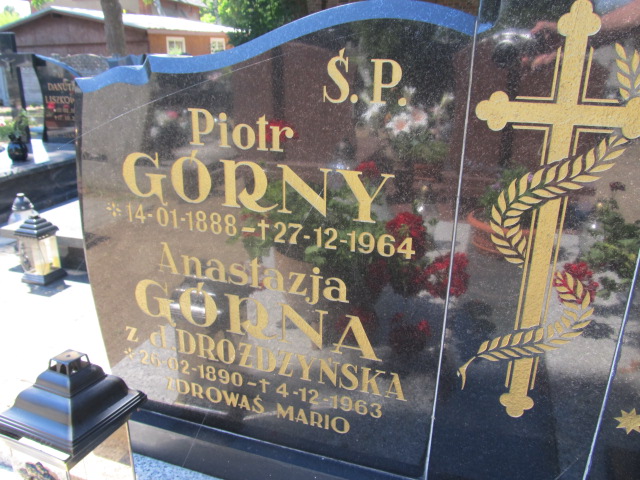 Ś.P.
Piotr
GÓRNY
* 14-01-1888 - † 27-12-1964
Anastazja
GÓRNA
z d. DROŻDŻYŃSKA
* 26-02-1890 - † 4-12-1963
ZDROWAŚ MARIO